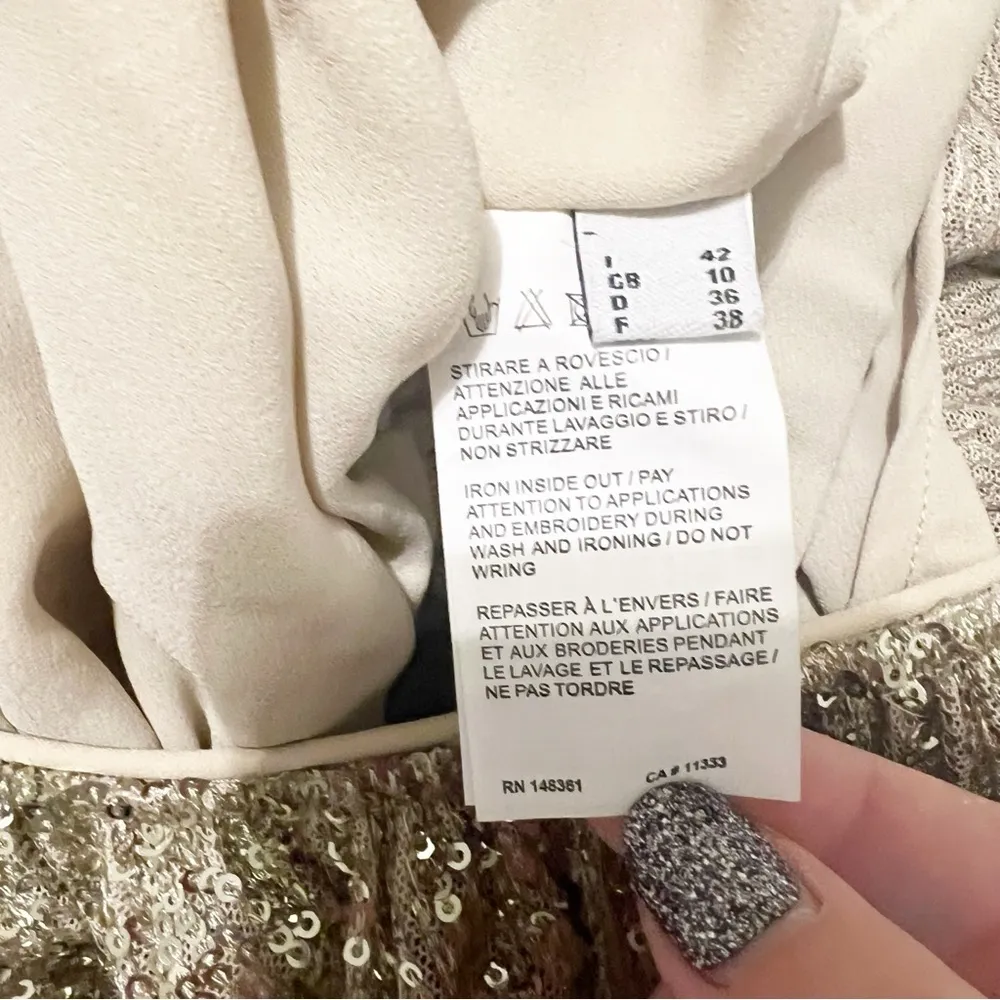 I 42
GB 10
D 36
F 38
STIRARE A ROVESCIO /
ATTENZIONE ALLE
APPLICAZIONI E RICAMI
DURANTE LAVAGGIO E STIRO /
NON STRIZZARE
IRON INSIDE OUT / PAY
ATTENTION TO APPLICATIONS
AND EMBROIDERY DURING
WASH AND IRONING / DO NOT
WRING
REPASSER À L'ENVERS / FAIRE
ATTENTION AUX APPLICATIONS
ET AUX BRODERIES PENDANT
LE LAVAGE ET LE REPASSAGE /
NE PAS TORDRE
RN 148361 CA # 11333